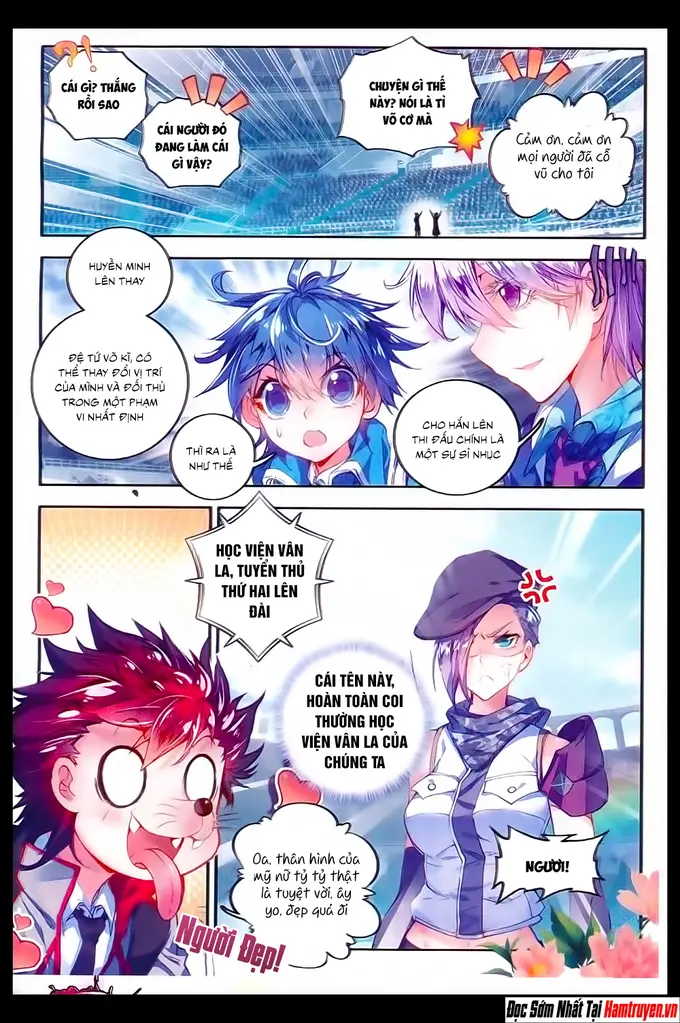 ?!
CÁI GÌ? THẮNG
RỒI SAO
CÁI NGƯỜI ĐÓ
ĐANG LÀM CÁI
GÌ VẬY?
CHUYỆN GÌ THẾ
NÀY? NÓI LÀ TỈ
VÕ CƠ MÀ
CẢM ƠN, CẢM ƠN
MỌI NGƯỜI ĐÃ CỔ
VŨ CHO TÔI
HUYỀN MINH
LÊN THAY
ĐỆ TỨ VÕ KĨ, CÓ
THỂ THAY ĐỔI VỊ TRÍ
CỦA MÌNH VÀ ĐỐI THỦ
TRONG MỘT PHẠM
VI NHẤT ĐỊNH
THÌ RA LÀ
NHƯ THẾ
CHO HẮN LÊN
THI ĐẤU CHÍNH LÀ
MỘT SỰ SỈ NHỤC
HỌC VIỆN VÂN
LA, TUYỂN THỦ
THỨ HAI LÊN
ĐÀI
CÁI TÊN NÀY,
HOÀN TOÀN COI
THƯỜNG HỌC
VIỆN VÂN LA CỦA
CHÚNG TA
Oa, thân hình của
mỹ nữ tỷ tỷ thật
là tuyệt vời, ây
yo, đẹp quá đi
NGƯỜI ĐẸP!
NGƯƠI!
ĐỌC SỚM NHẤT TẠI HAMTRUYEN.VN